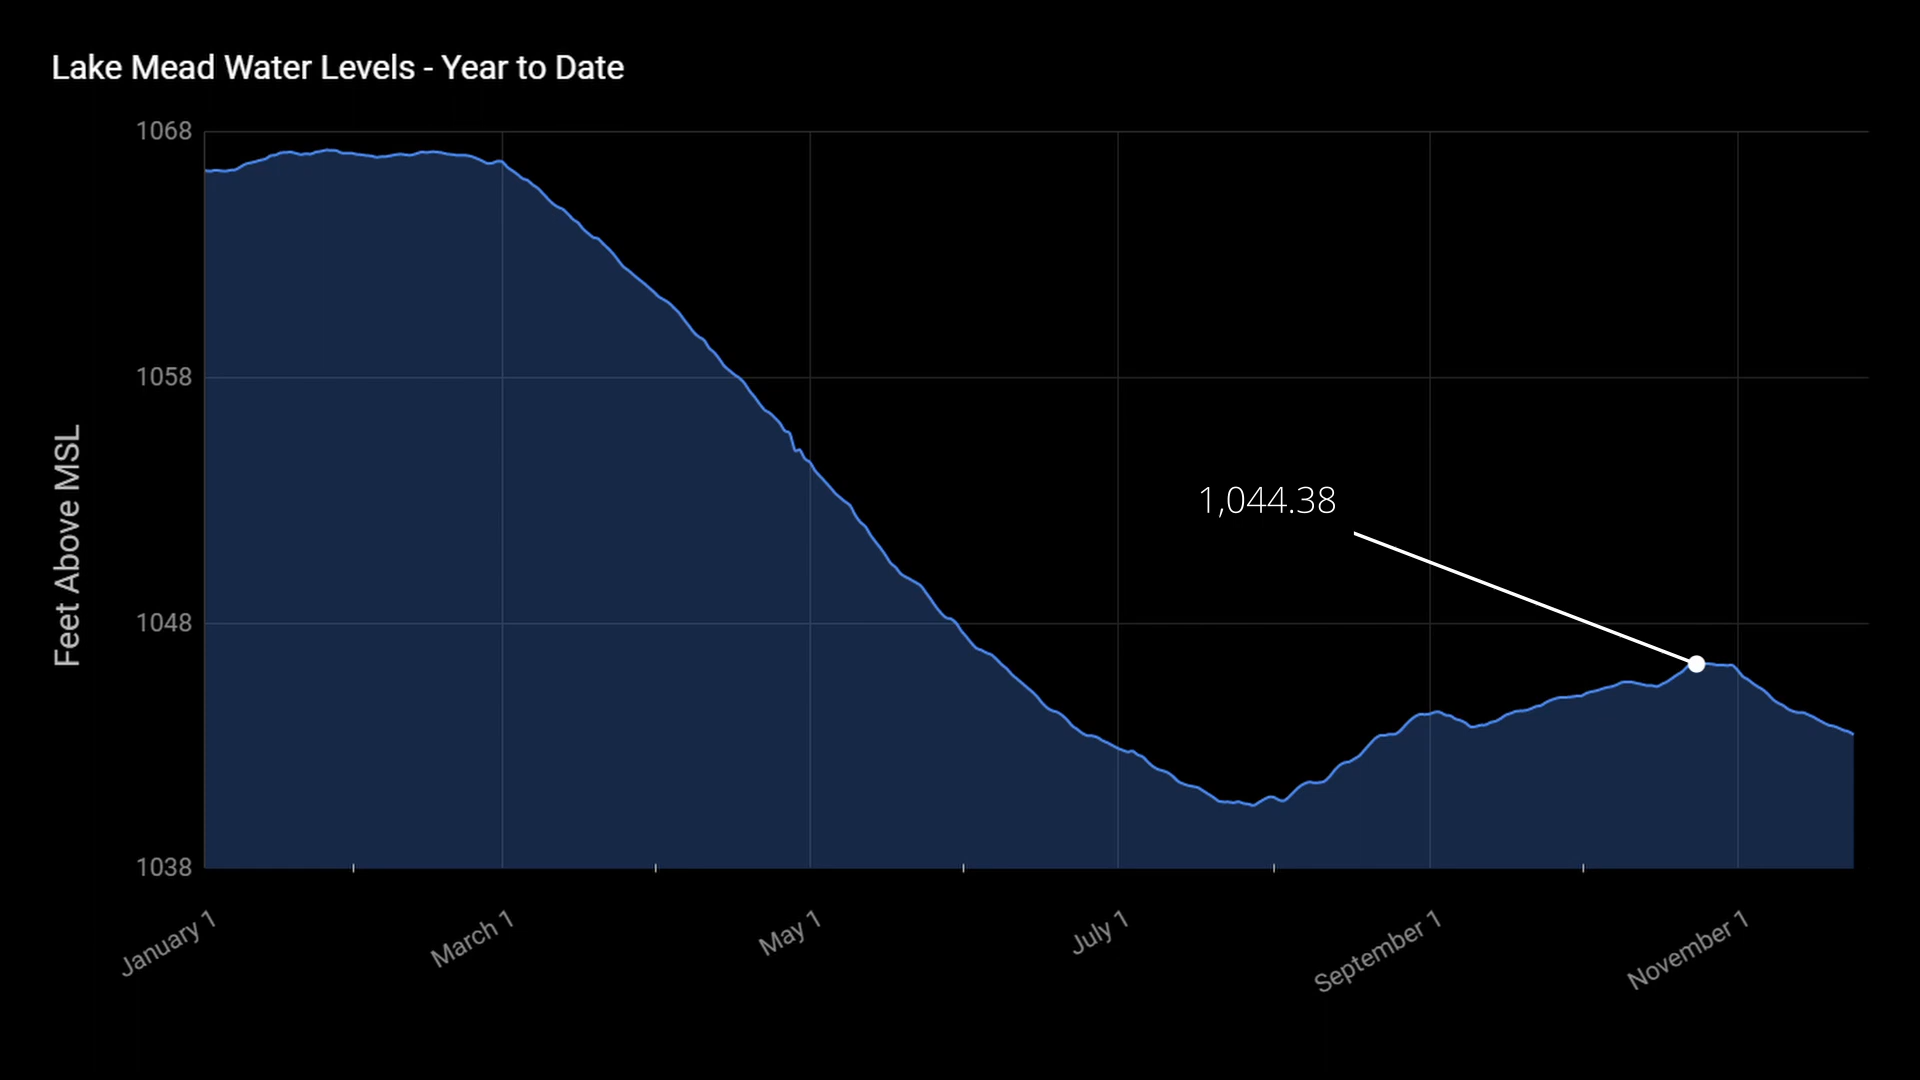 Lake Mead Water Levels - Year to Date
1068
1058
1048
1038
Feet Above MSL
1,044.38
January 1
March 1
May 1
July 1
September 1
November 1